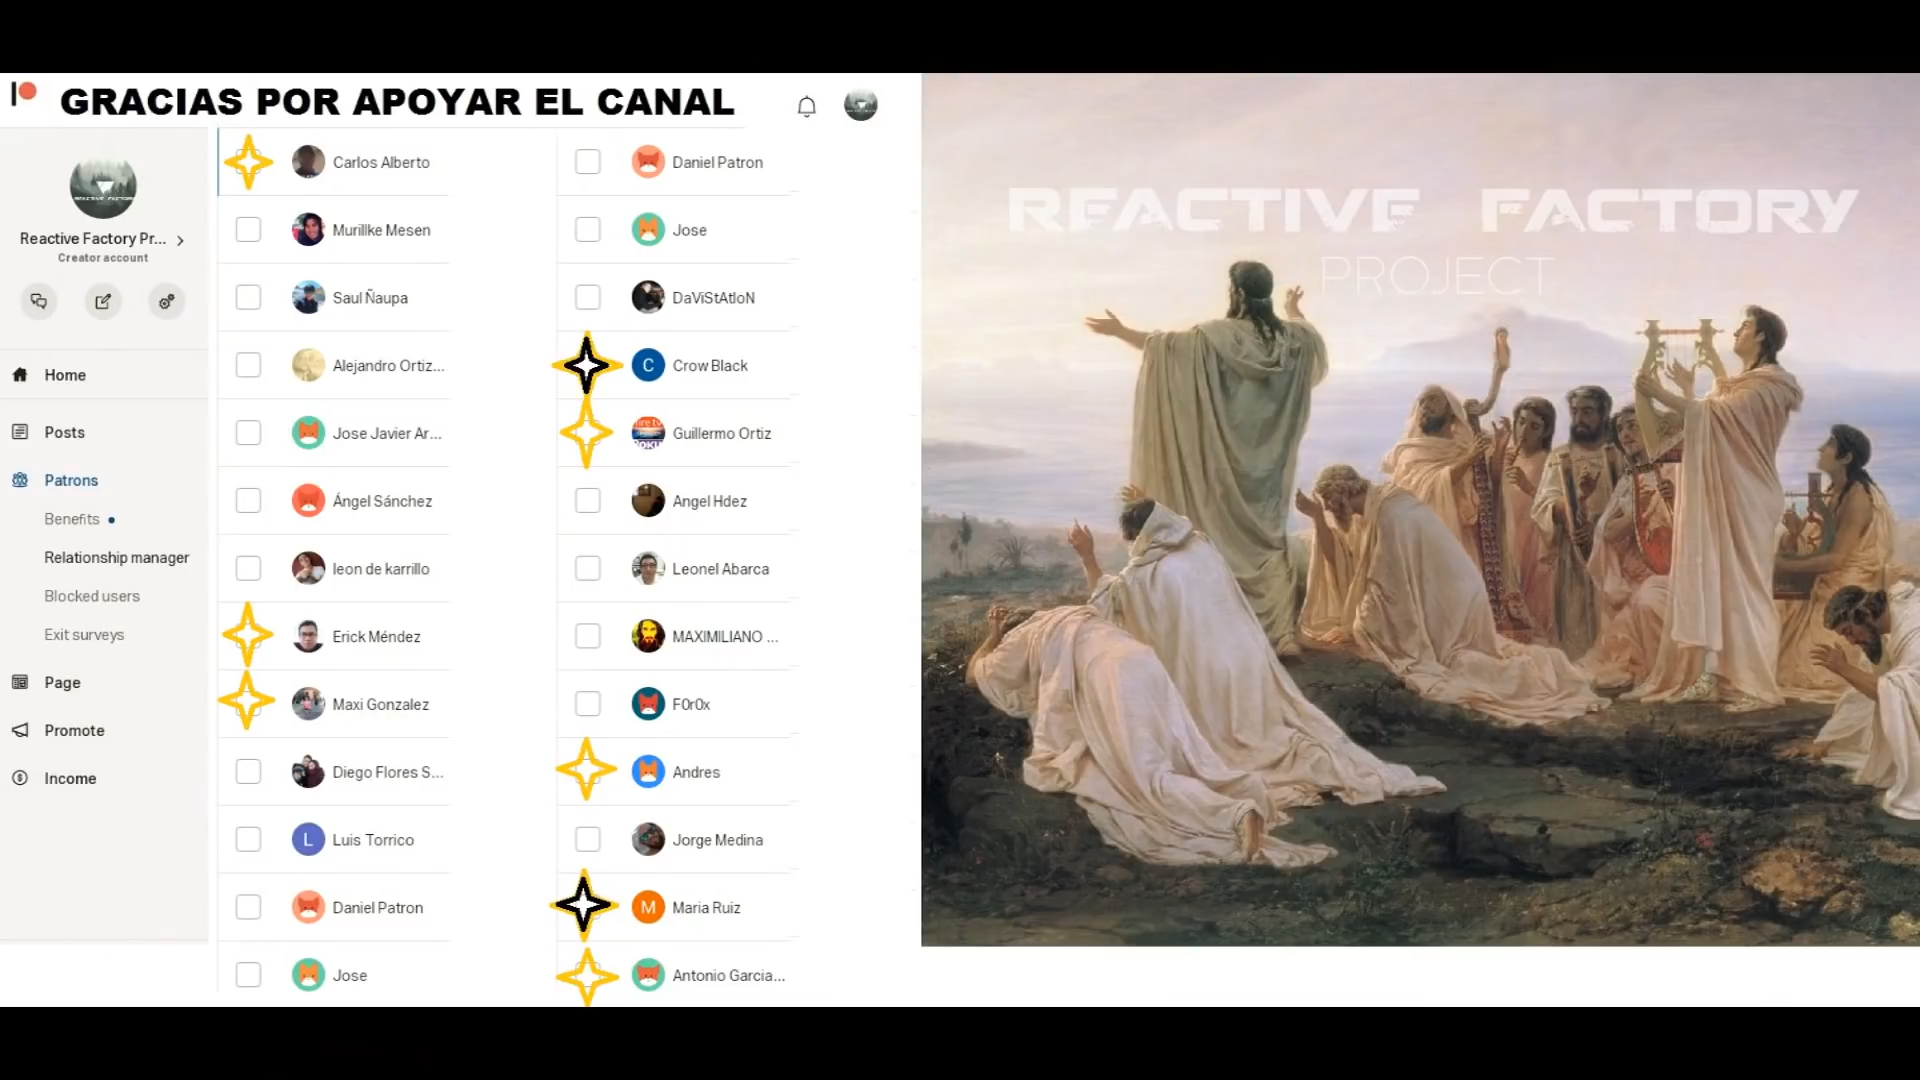 GRACIAS POR APOYAR EL CANAL
Reactive Factory Pr...
Creator account
Home
Posts
Patrons
Benefits
Relationship manager
Blocked users
Exit surveys
Page
Promote
Income
Carlos Alberto
Murillke Mesen
Saul Ñaupa
Alejandro Ortiz...
Jose Javier Ar...
Ángel Sánchez
leon de karrillo
Erick Méndez
Maxi Gonzalez
Diego Flores S...
L
Luis Torrico
Daniel Patron
Jose
Daniel Patron
Jose
DaViStAtIoN
C
Crow Black
Guillermo Ortiz
Angel Hdez
Leonel Abarca
MAXIMILIANO ...
F0r0x
Andres
Jorge Medina
M
Maria Ruiz
Antonio Garcia...
REACTIVE FACTORY
PROJECT